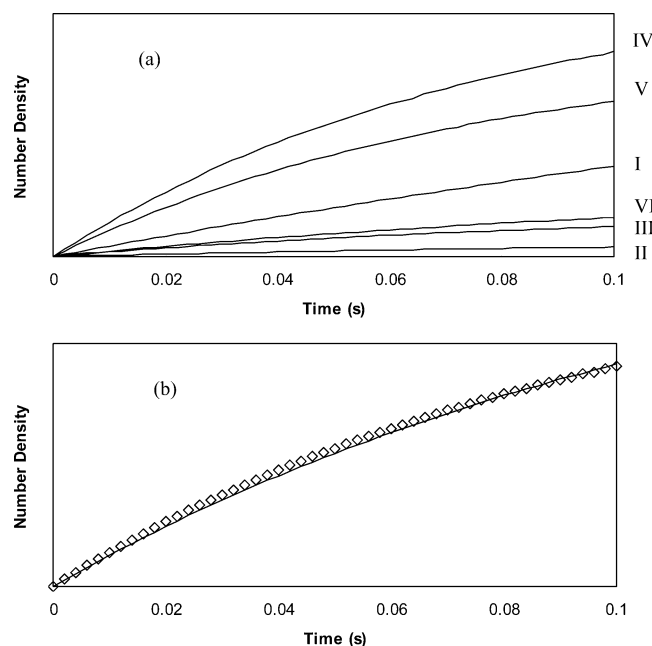 (a)
IV
V
I
VI
III
II
Number Density
0 0.02 0.04 0.06 0.08 0.1
Time (s)
(b)
Number Density
0 0.02 0.04 0.06 0.08 0.1
Time (s)